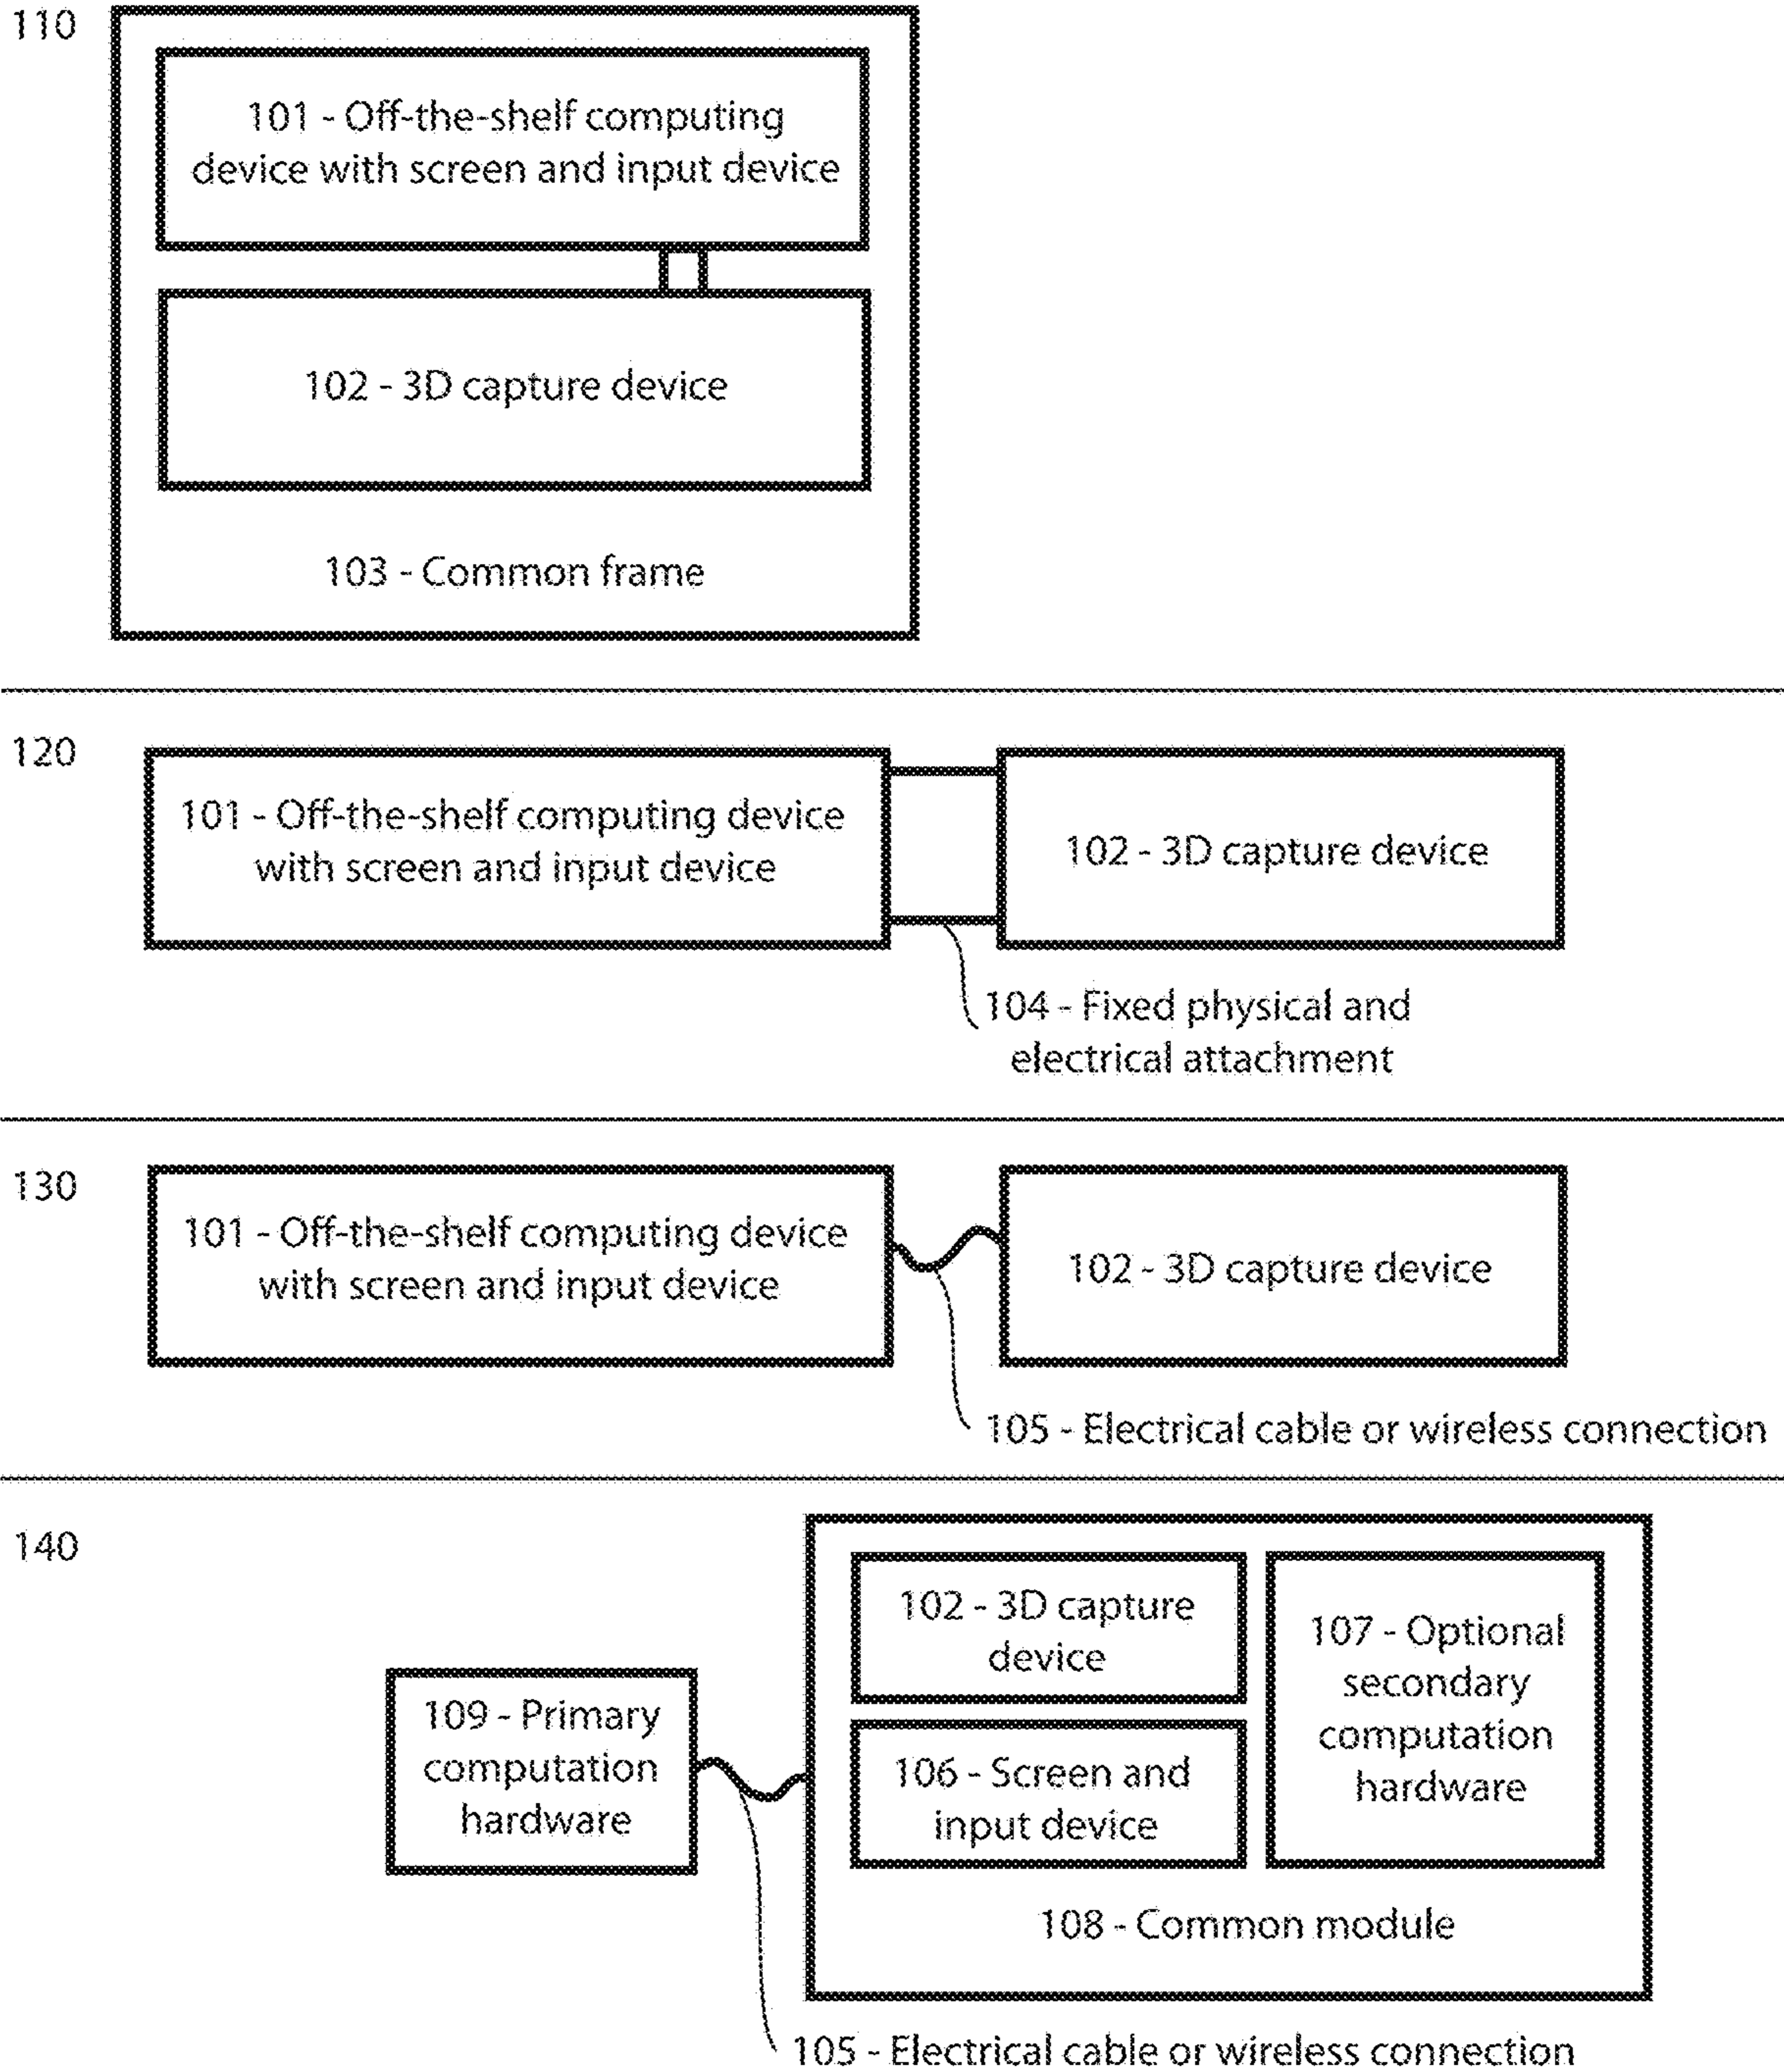 110
101 - Off-the-shelf computing
device with screen and input device
102 - 3D capture device
103 - Common frame
120
101 - Off-the-shelf computing device
with screen and input device
102 - 3D capture device
104 - Fixed physical and
electrical attachment
130
101 - Off-the-shelf computing device
with screen and input device
102 - 3D capture device
105 - Electrical cable or wireless connection
140
102 - 3D capture
device
107 - Optional
secondary
computation
hardware
109 - Primary
computation
hardware
106 - Screen and
input device
108 - Common module
105 - Electrical cable or wireless connection